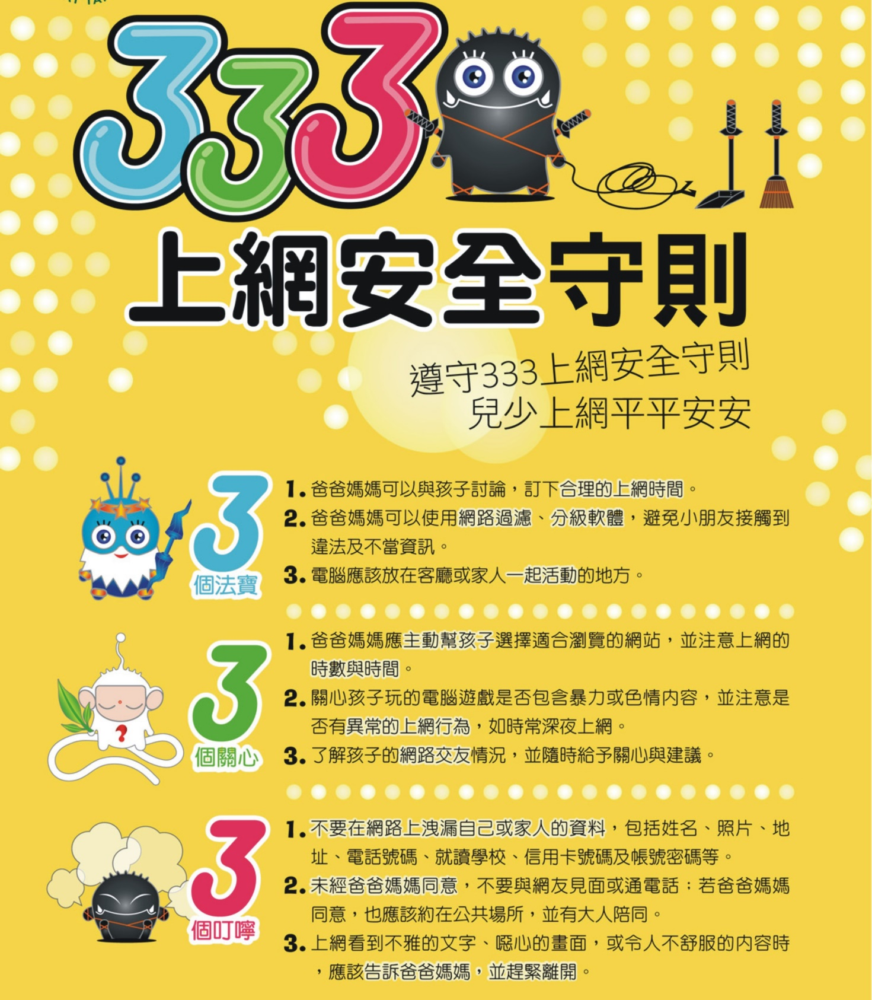 333
上網安全守則
遵守333上網安全守則
兒少上網平平安安
3
個法寶
1. 爸爸媽媽可以與孩子討論，訂下合理的上網時間。
2. 爸爸媽媽可以使用網路過濾、分級軟體，避免小朋友接觸到
違法及不當資訊。
3. 電腦應該放在客廳或家人一起活動的地方。
3
個關心
1. 爸爸媽媽應主動幫孩子選擇適合瀏覽的網站，並注意上網的
時數與時間。
2. 關心孩子玩的電腦遊戲是否包含暴力或色情內容，並注意是
否有異常的上網行為，如時常深夜上網。
3. 了解孩子的網路交友情況，並隨時給予關心與建議。
3
個叮嚀
1. 不要在網路上洩漏自己或家人的資料，包括姓名、照片、地
址、電話號碼、就讀學校、信用卡號碼及帳號密碼等。
2. 未經爸爸媽媽同意，不要與網友見面或通電話；若爸爸媽媽
同意，也應該約在公共場所，並有大人陪同。
3. 上網看到不雅的文字、噁心的畫面，或令人不舒服的內容時
，應該告訴爸爸媽媽，並趕緊離開。